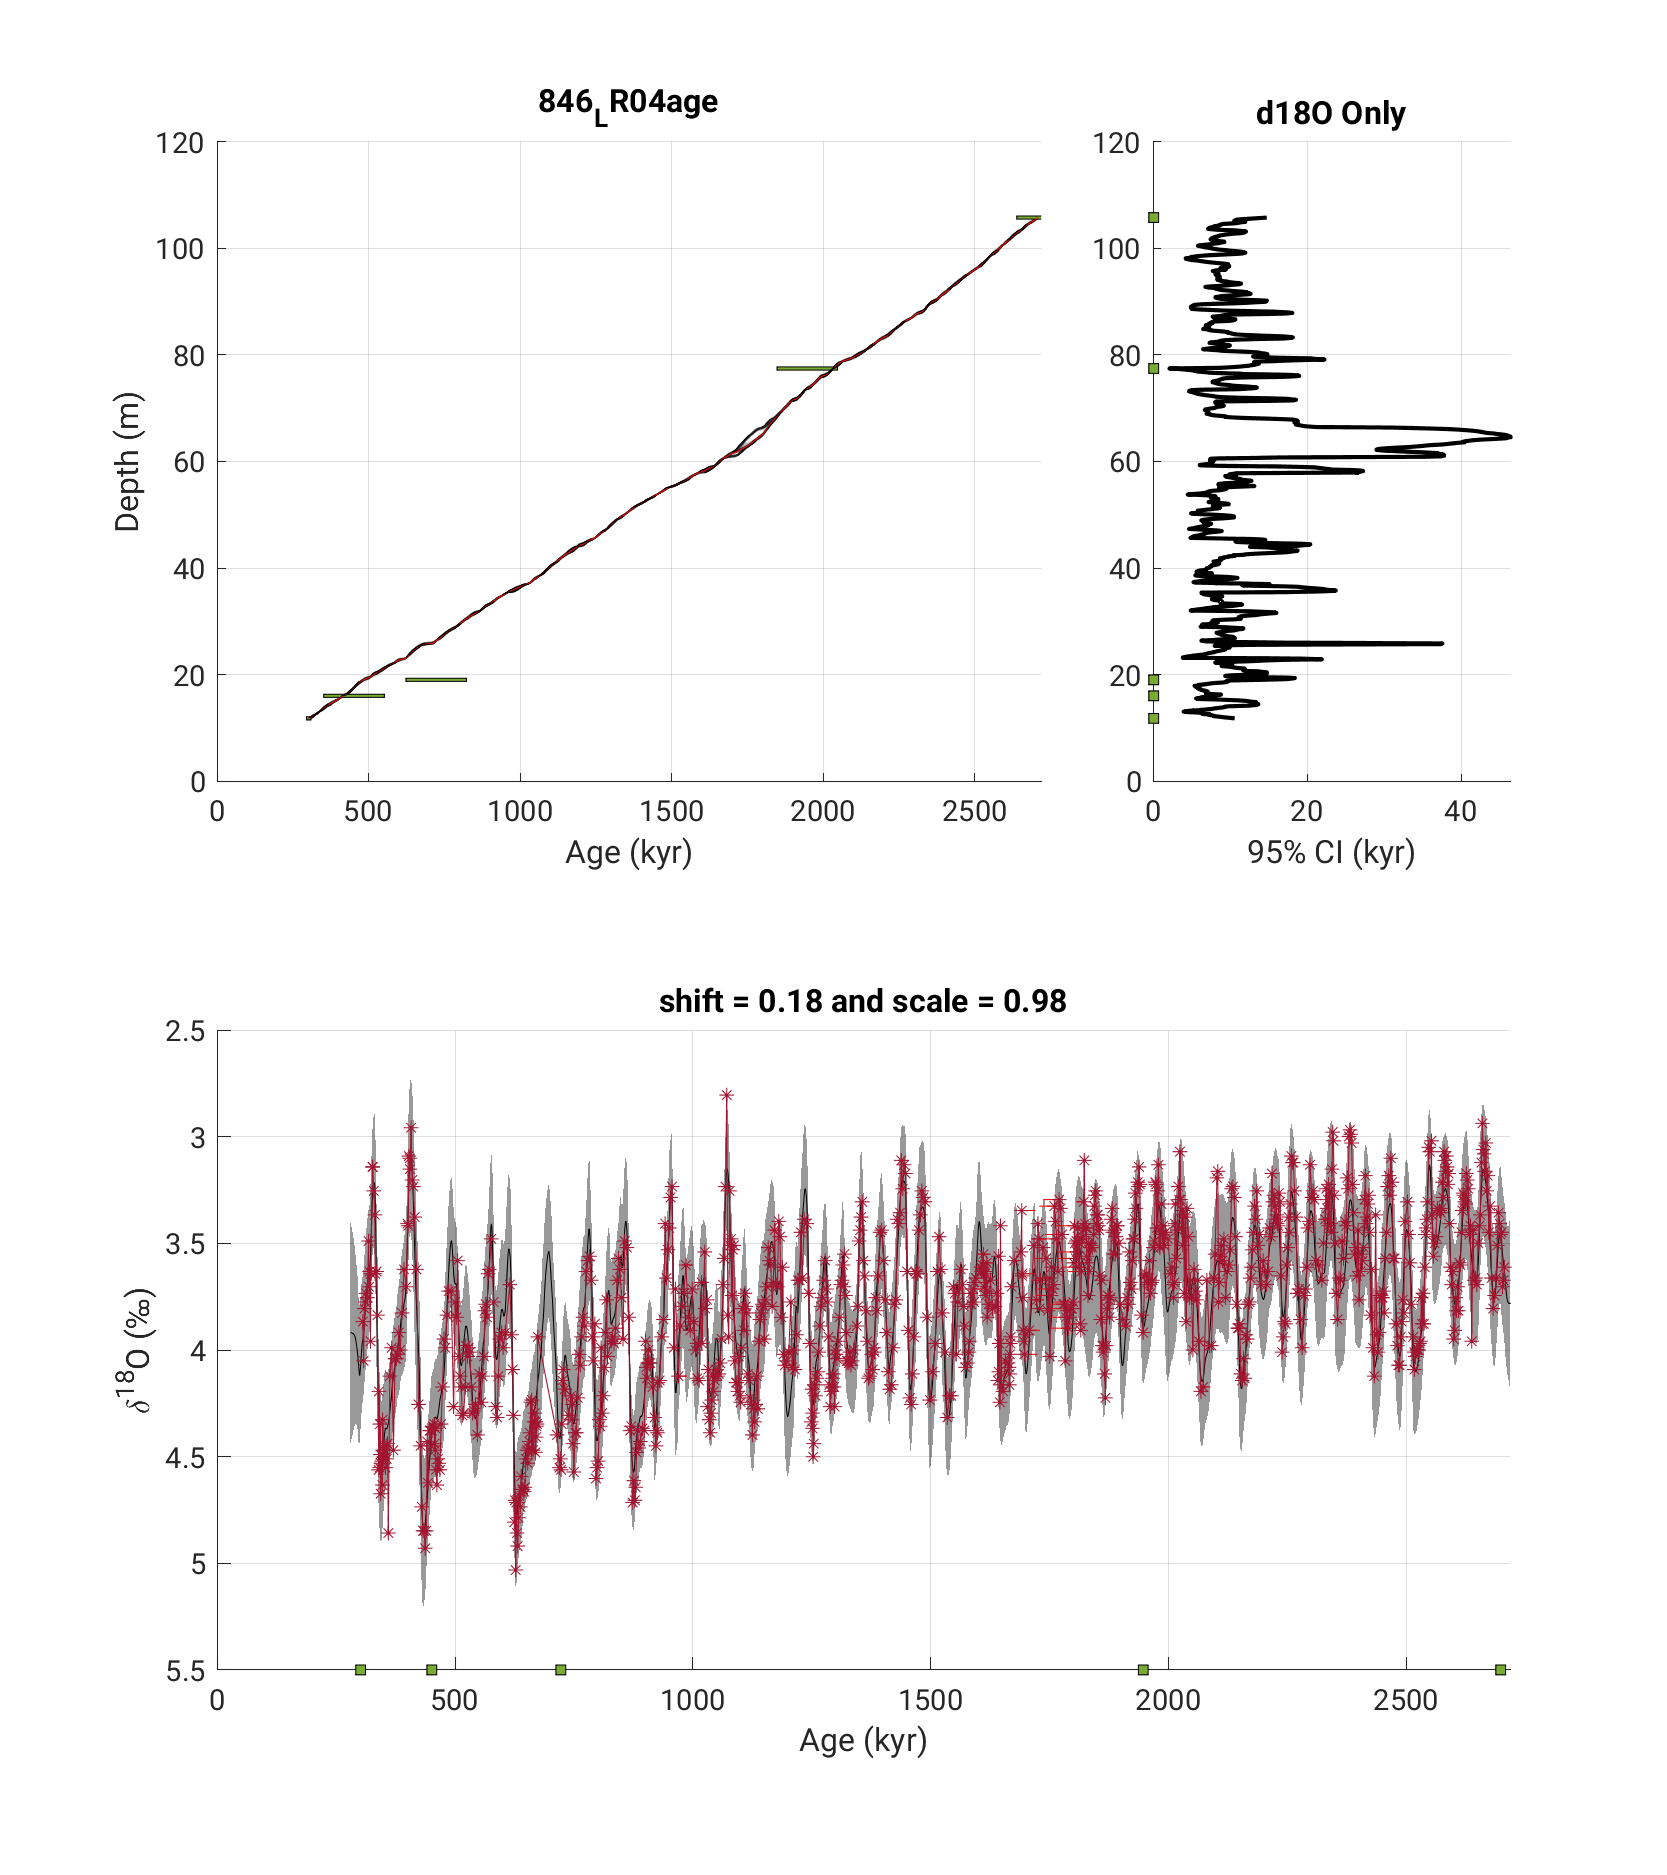 846_LR04age
120
100
80
60
40
20
0
Depth (m)
0 500 1000 1500 2000 2500
Age (kyr)
d18O Only
120
100
80
60
40
20
0
0 20 40
95% CI (kyr)
shift = 0.18 and scale = 0.98
2.5
3
3.5
4
4.5
5
5.5
δ18O (‰)
0 500 1000 1500 2000 2500
Age (kyr)